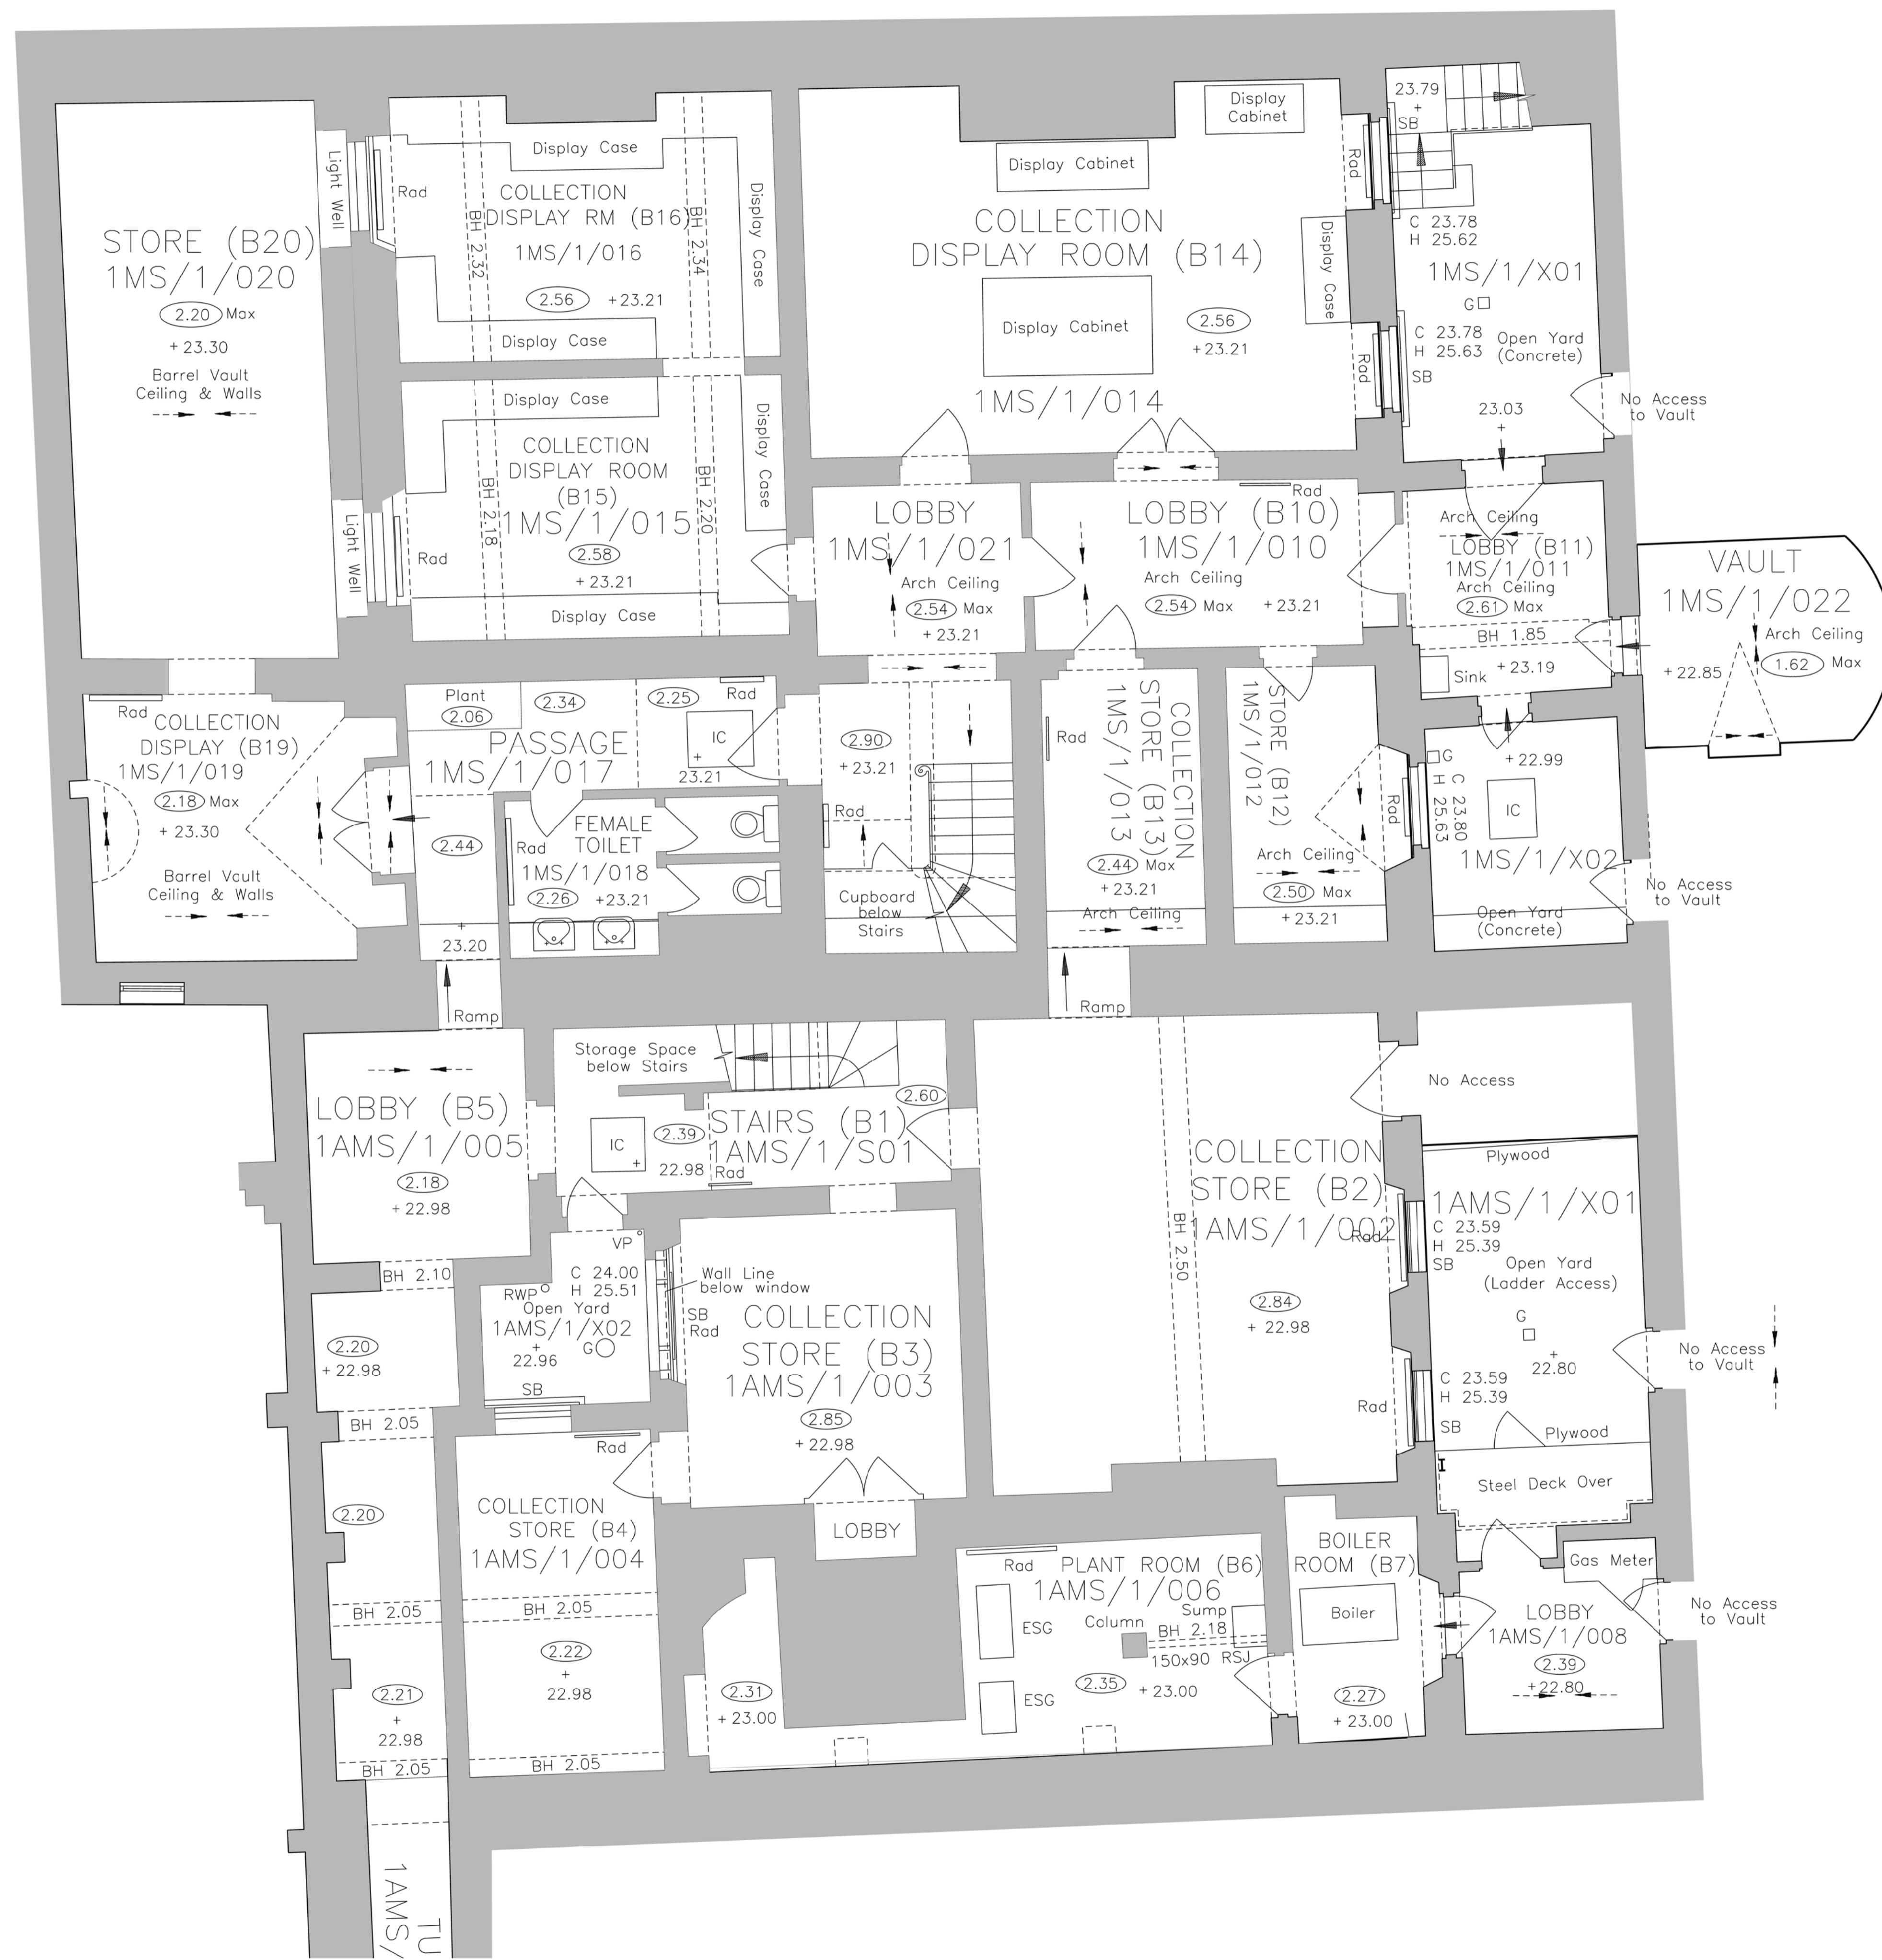 STORE (B20)
1MS/1/020
2.20 Max
+ 23.30
Barrel Vault
Ceiling & Walls
Light Well
Rad
BH 2.32
Display Case
COLLECTION
DISPLAY RM (B16)
1MS/1/016
2.56 +23.21
BH 2.34
Display Case
Display Case
Display Case
COLLECTION
DISPLAY ROOM
(B15)
1MS/1/015
2.58
+ 23.21
BH 2.18
BH 2.20
Display Case
Display Case
Light Well
Rad
Display Cabinet
Display
Cabinet
COLLECTION
DISPLAY ROOM (B14)
Display Cabinet
2.56
+23.21
1MS/1/014
Display Case
Rad
Rad
23.79
+
SB
C 23.78
H 25.62
1MS/1/X01
G
C 23.78
H 25.63
SB
Open Yard
(Concrete)
23.03
+
No Access
to Vault
LOBBY
1MS/1/021
Arch Ceiling
2.54 Max
+23.21
LOBBY (B10)
1MS/1/010
Rad
Arch Ceiling
2.54 Max +23.21
Arch Ceiling
LOBBY (B11)
1MS/1/011
Arch Ceiling
2.61 Max
BH 1.85
Sink
+23.19
VAULT
1MS/1/022
Arch Ceiling
1.62 Max
+22.85
Rad
COLLECTION
DISPLAY (B19)
1MS/1/019
2.18 Max
+ 23.30
Barrel Vault
Ceiling & Walls
Plant
2.06
2.34
2.25
Rad
PASSAGE
1MS/1/017
IC
+
23.21
2.44
+
23.20
FEMALE
TOILET
Rad
1MS/1/018
2.26 +23.21
2.90
+23.21
Rad
Cupboard
below
Stairs
Rad
COLLECTION
STORE (B13)
1MS/1/013
2.44 Max
+23.21
Arch Ceiling
STORE (B12)
1MS/1/012
Rad
Arch Ceiling
2.50 Max
+23.21
G
+22.99
C 23.80
H 25.63
IC
1MS/1/X02
Open Yard
(Concrete)
No Access
to Vault
Ramp
Ramp
LOBBY (B5)
1AMS/1/005
2.18
+ 22.98
BH 2.10
Storage Space
below Stairs
2.60
STAIRS (B1)
1AMS/1/S01
IC
+
2.39
22.98
Rad
VP
C 24.00
H 25.51
RWP
Open Yard
1AMS/1/X02
+
22.96
G
SB
Wall Line
below window
SB
Rad
COLLECTION
STORE (B3)
1AMS/1/003
2.85
+ 22.98
LOBBY
BH 2.50
COLLECTION
STORE (B2)
1AMS/1/002
Rad
2.84
+ 22.98
Rad
No Access
Plywood
1AMS/1/X01
C 23.59
H 25.39
SB
Open Yard
(Ladder Access)
G
+
22.80
C 23.59
H 25.39
SB
Plywood
Steel Deck Over
No Access
to Vault
2.20
+ 22.98
BH 2.05
2.20
BH 2.05
2.21
+
22.98
BH 2.05
Rad
COLLECTION
STORE (B4)
1AMS/1/004
BH 2.05
2.22
+
22.98
BH 2.05
2.31
+ 23.00
Rad
PLANT ROOM (B6)
1AMS/1/006
ESG
Column
Sump
BH 2.18
150x90 RSJ
ESG
2.35
+ 23.00
BOILER
ROOM (B7)
Boiler
2.27
+ 23.00
Gas Meter
LOBBY
1AMS/1/008
2.39
+22.80
No Access
to Vault
TU
1AMS/